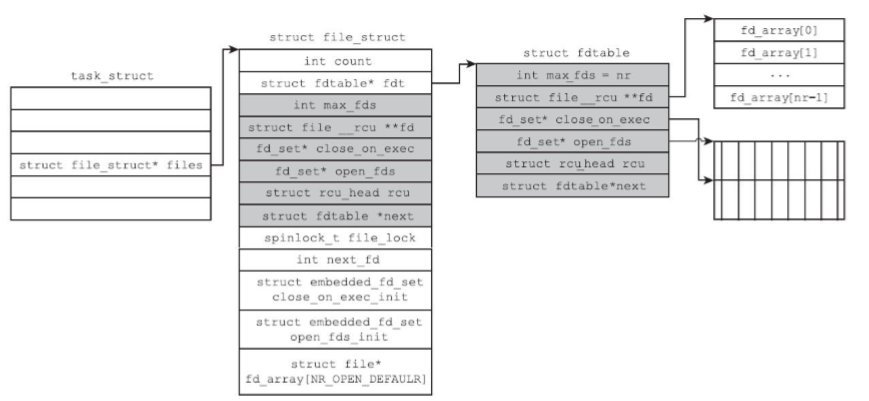 task_struct
struct file_struct* files
struct file_struct
int count
struct fdtable* fdt
int max_fds
struct file __rcu **fd
fd_set* close_on_exec
fd_set* open_fds
struct rcu_head rcu
struct fdtable *next
spinlock_t file_lock
int next_fd
struct embedded_fd_set
close_on_exec_init
struct embedded_fd_set
open_fds_init
struct file*
fd_array[NR_OPEN_DEFAULR]
struct fdtable
int max_fds = nr
struct file __rcu **fd
fd_set* close_on_exec
fd_set* open_fds
struct rcu_head rcu
struct fdtable*next
fd_array[0]
fd_array[1]
...
fd_array[nr-1]